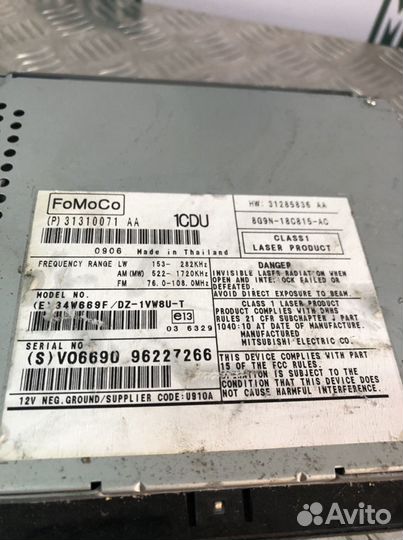 FoMoCo
(P) 31310071 AA
1CDU
0906 Made in Thailand
HW: 31285836 AA
8G9N-18C815-AC
CLASS1
LASER PRODUCT
FREQUENCY RANGE LW 153- 282KHz
AM(MW) 522- 1720KHz
FM 76.0-108.0MHz
MODEL NO.
(E) 34W669F/DZ-1VW8U-T
e13
03 6329
SERIAL NO
(S)V06690 96227266
12V NEG.GROUND/SUPPLIER CODE:U910A
DANGER
INVISIBLE LASER RADIATION WHEN
OPEN AND INTERLOCK FAILED OR
DEFEATED.
AVOID DIRECT EXPOSURE TO BEAM.
CLASS 1 LASER PRODUCT
PRODUCT COMPLIES WITH DHHS
RULES 21 CFR SUBCHAPTER J PART
1040:10 AT DATE OF MANUFACTURE.
MITSUBISHI ELECTRIC CO.
THIS DEVICE COMPLIES WITH PART
15 OF THE FCC RULES.
IS SUBJECT TO THE
CONDITION THAT THIS DEVICE DOES
NOT CAUSE HARMFUL INTERFERENCE.
Avito